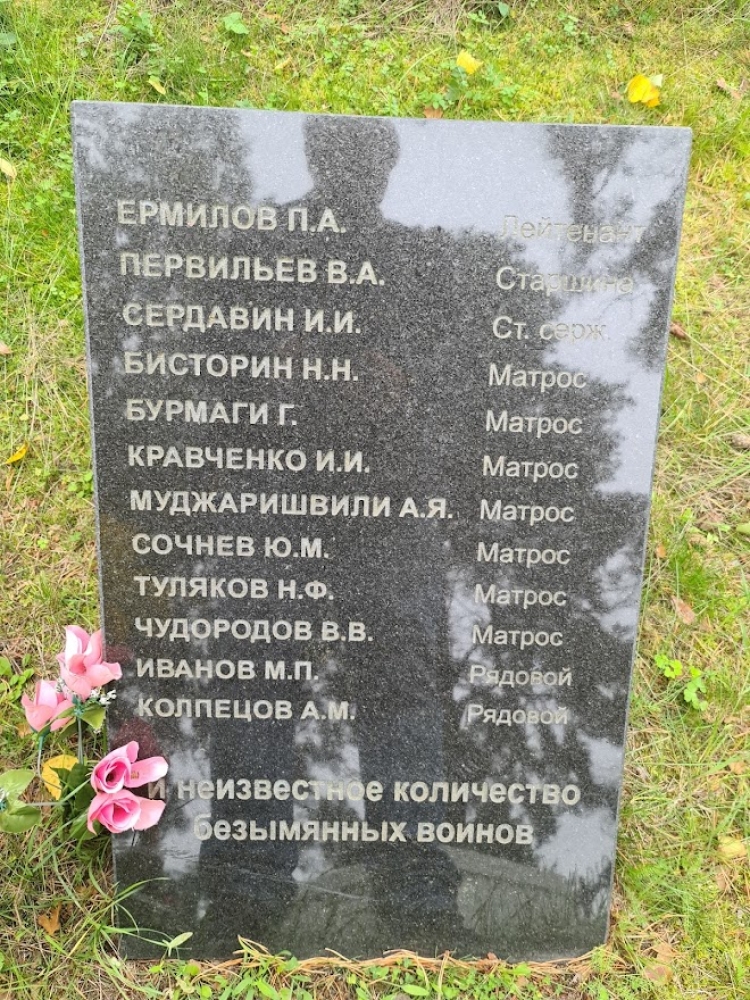 ЕРМИЛОВ П.А. Лейтенант
ПЕРВИЛЬЕВ В.А. Старшина
СЕРДАВИН И.И. Ст. серж.
БИСТОРИН Н.Н. Матрос
БУРМАГИ Г. Матрос
КРАВЧЕНКО И.И. Матрос
МУДЖАРИШВИЛИ А.Я. Матрос
СОЧНЕВ Ю.М. Матрос
ТУЛЯКОВ Н.Ф. Матрос
ЧУДОРОДОВ В.В. Матрос
ИВАНОВ М.П. Рядовой
КОЛПЕЦОВ А.М. Рядовой
и неизвестное количество
безымянных воинов